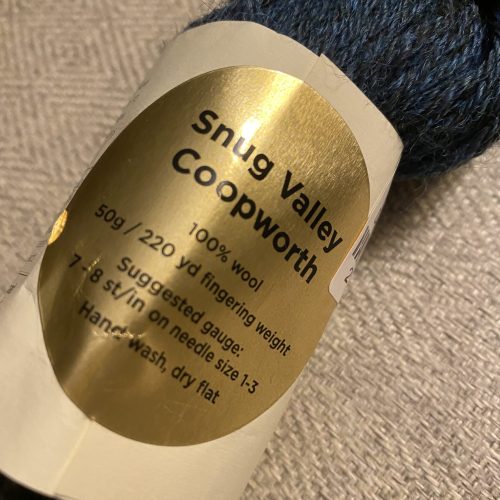 Snug Valley
Coopworth
100% wool
50g / 220 yd fingering weight
Suggested gauge:
7 - 8 st/in on needle size 1-3
Hand wash, dry flat
2